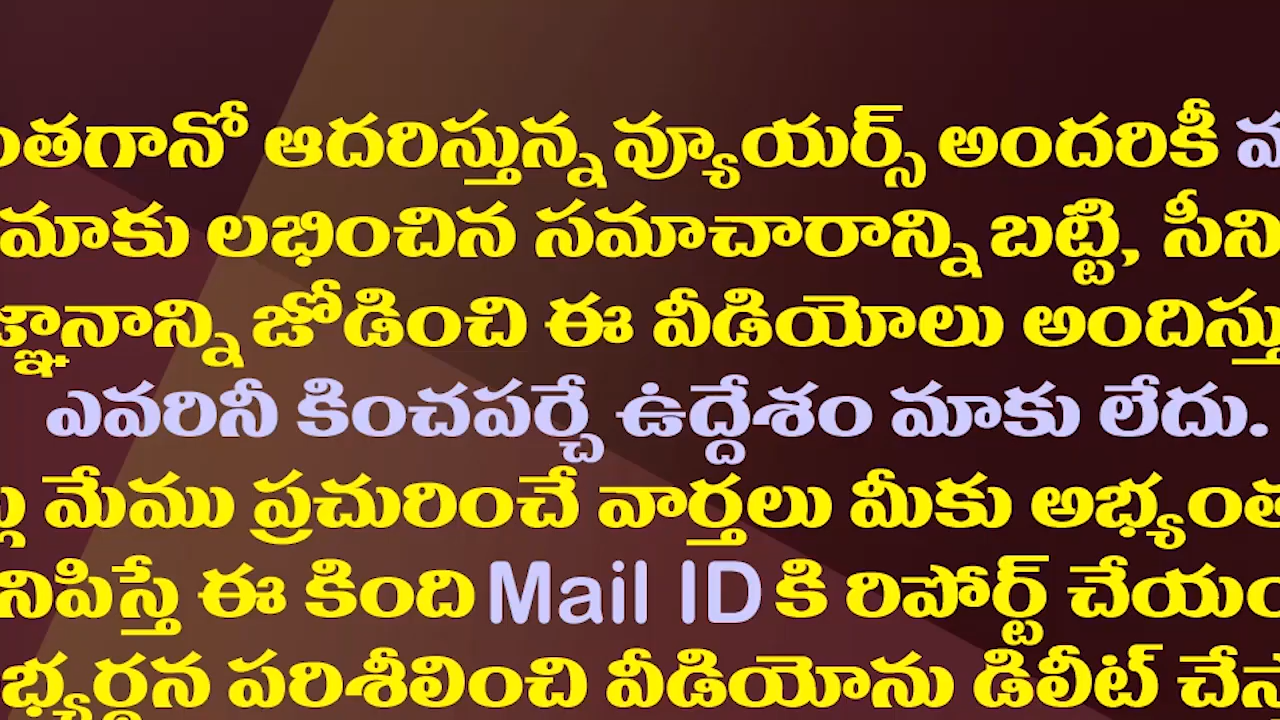 ంతగానో ఆదరిస్తున్న వ్యూయర్స్ అందరికీ
మాకు లభించిన సమాచారాన్ని బట్టి, సీని
జ్ఞానాన్ని జోడించి ఈ వీడియోలు అందిస్తు
ఎవరినీ కించపర్చే ఉద్దేశం మాకు లేదు.
మేము ప్రచురించే వార్తలు మీకు అభ్యంత
నిపిస్తే ఈ కింది Mail ID కి రిపోర్ట్ చేయం
భ్యర్ధన పరిశీలించి వీడియోను డిలీట్ చేస